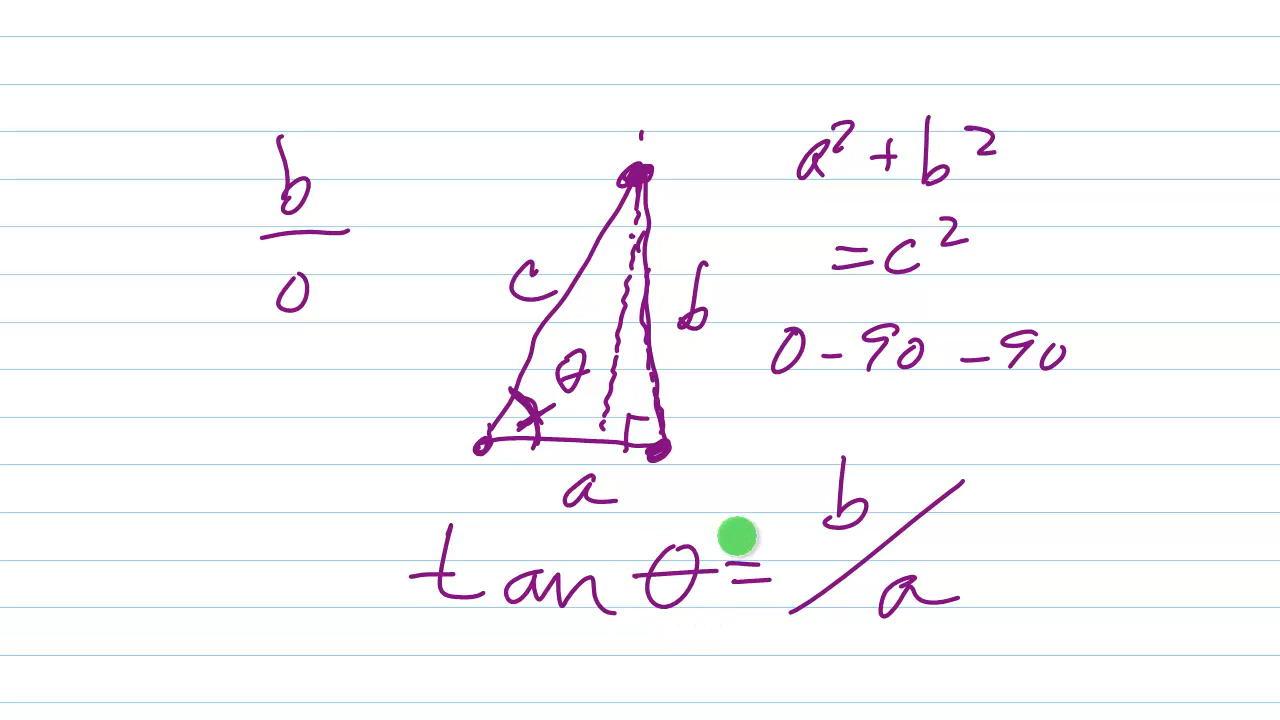 b
0
c
θ
b
a
a² + b²
= c²
0 - 90 - 90
tan θ = b/a